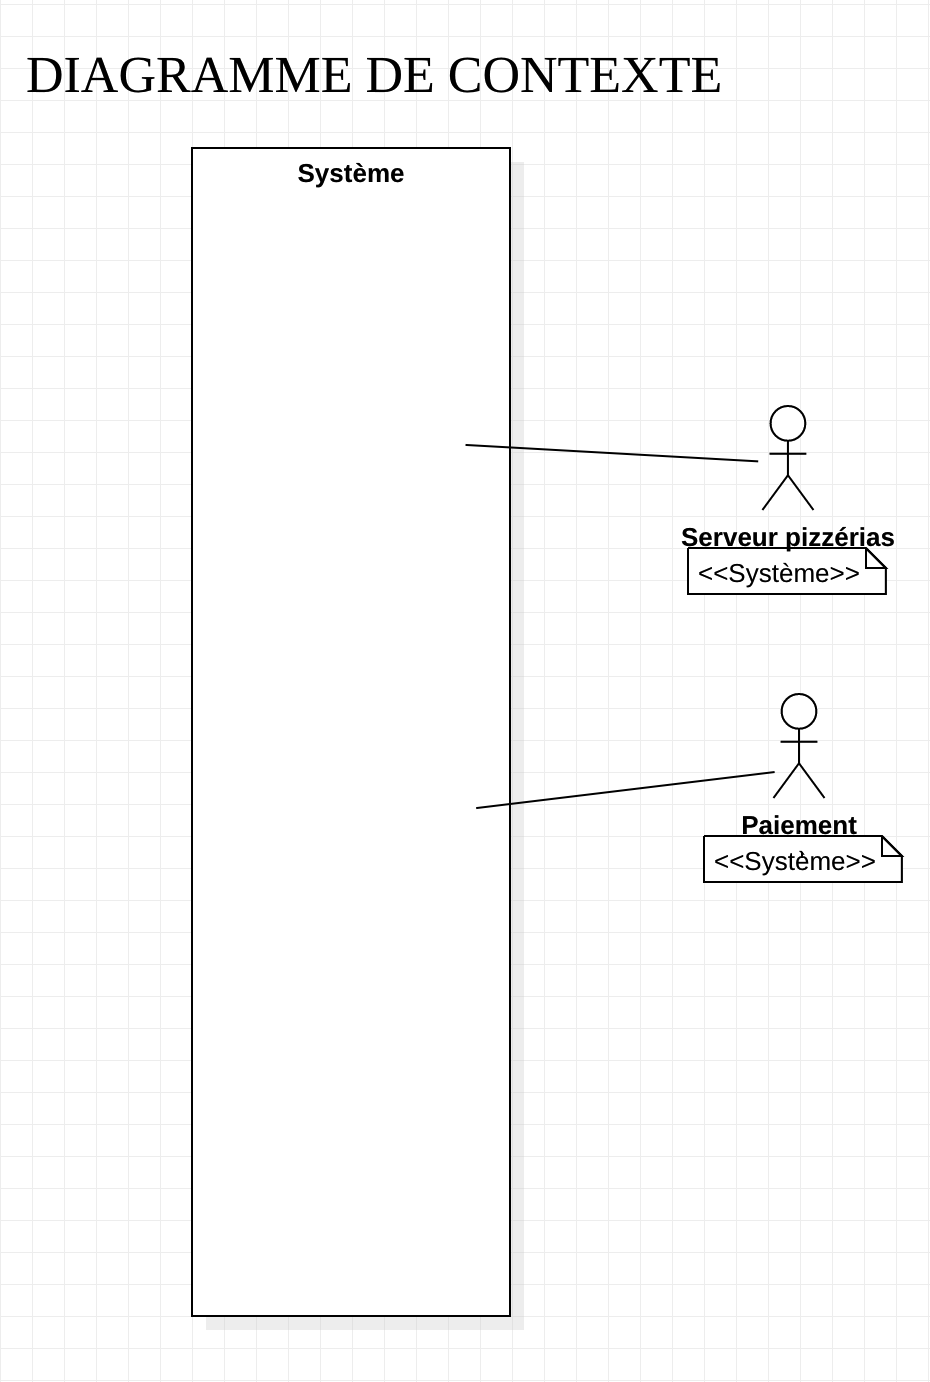 DIAGRAMME DE CONTEXTE
Système
Serveur pizzérias
<<Système>>
Paiement
<<Système>>